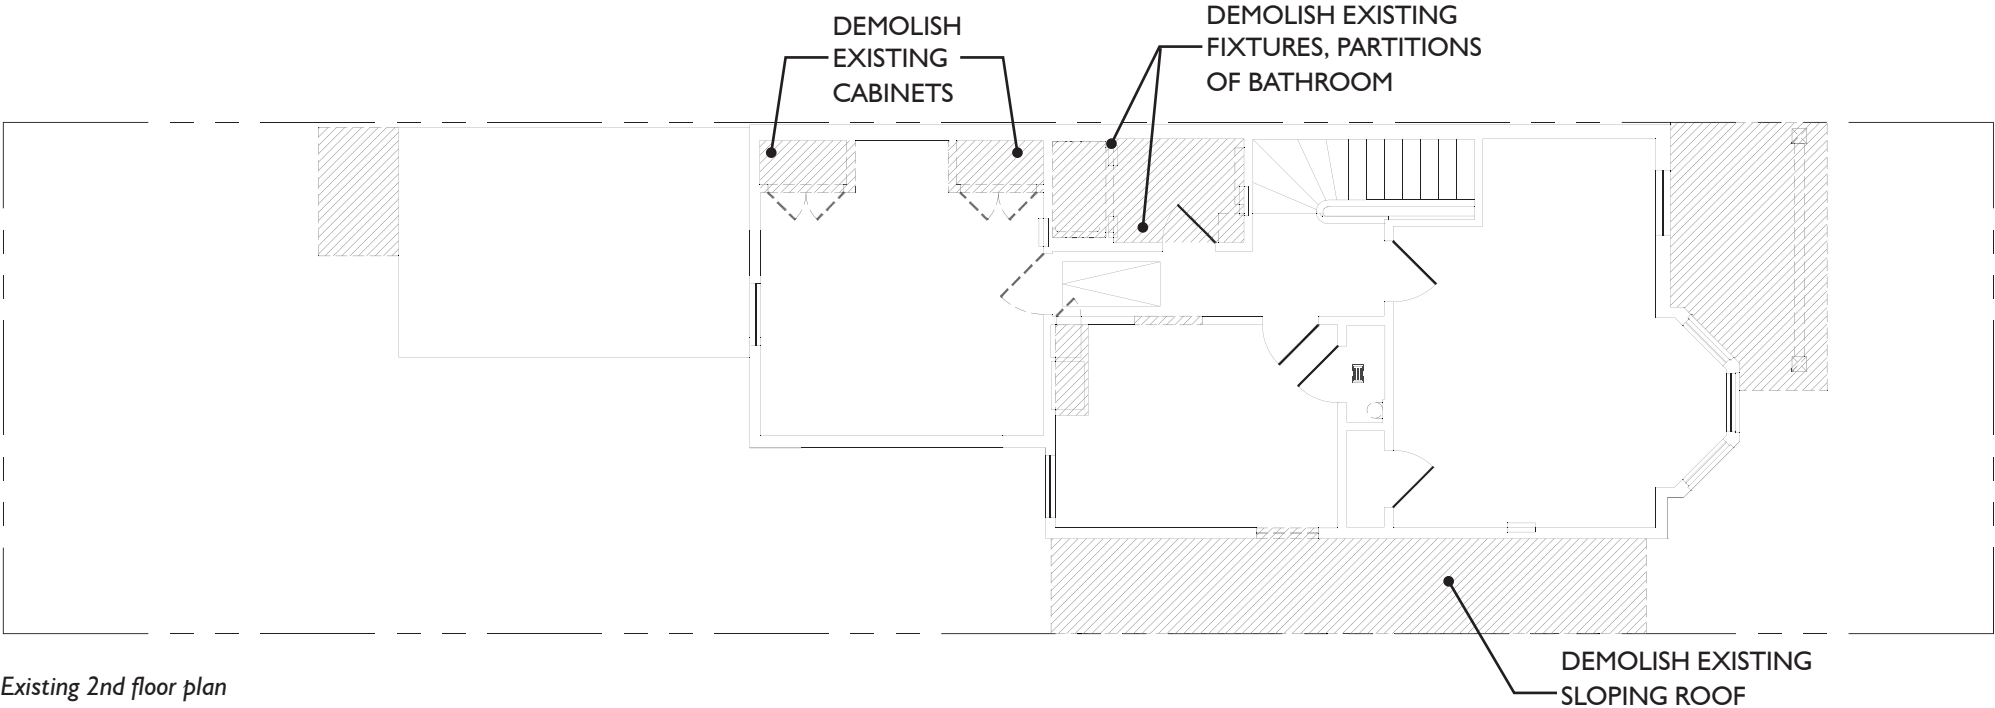 DEMOLISH
EXISTING
CABINETS
DEMOLISH EXISTING
FIXTURES, PARTITIONS
OF BATHROOM
DEMOLISH EXISTING
SLOPING ROOF
Existing 2nd floor plan